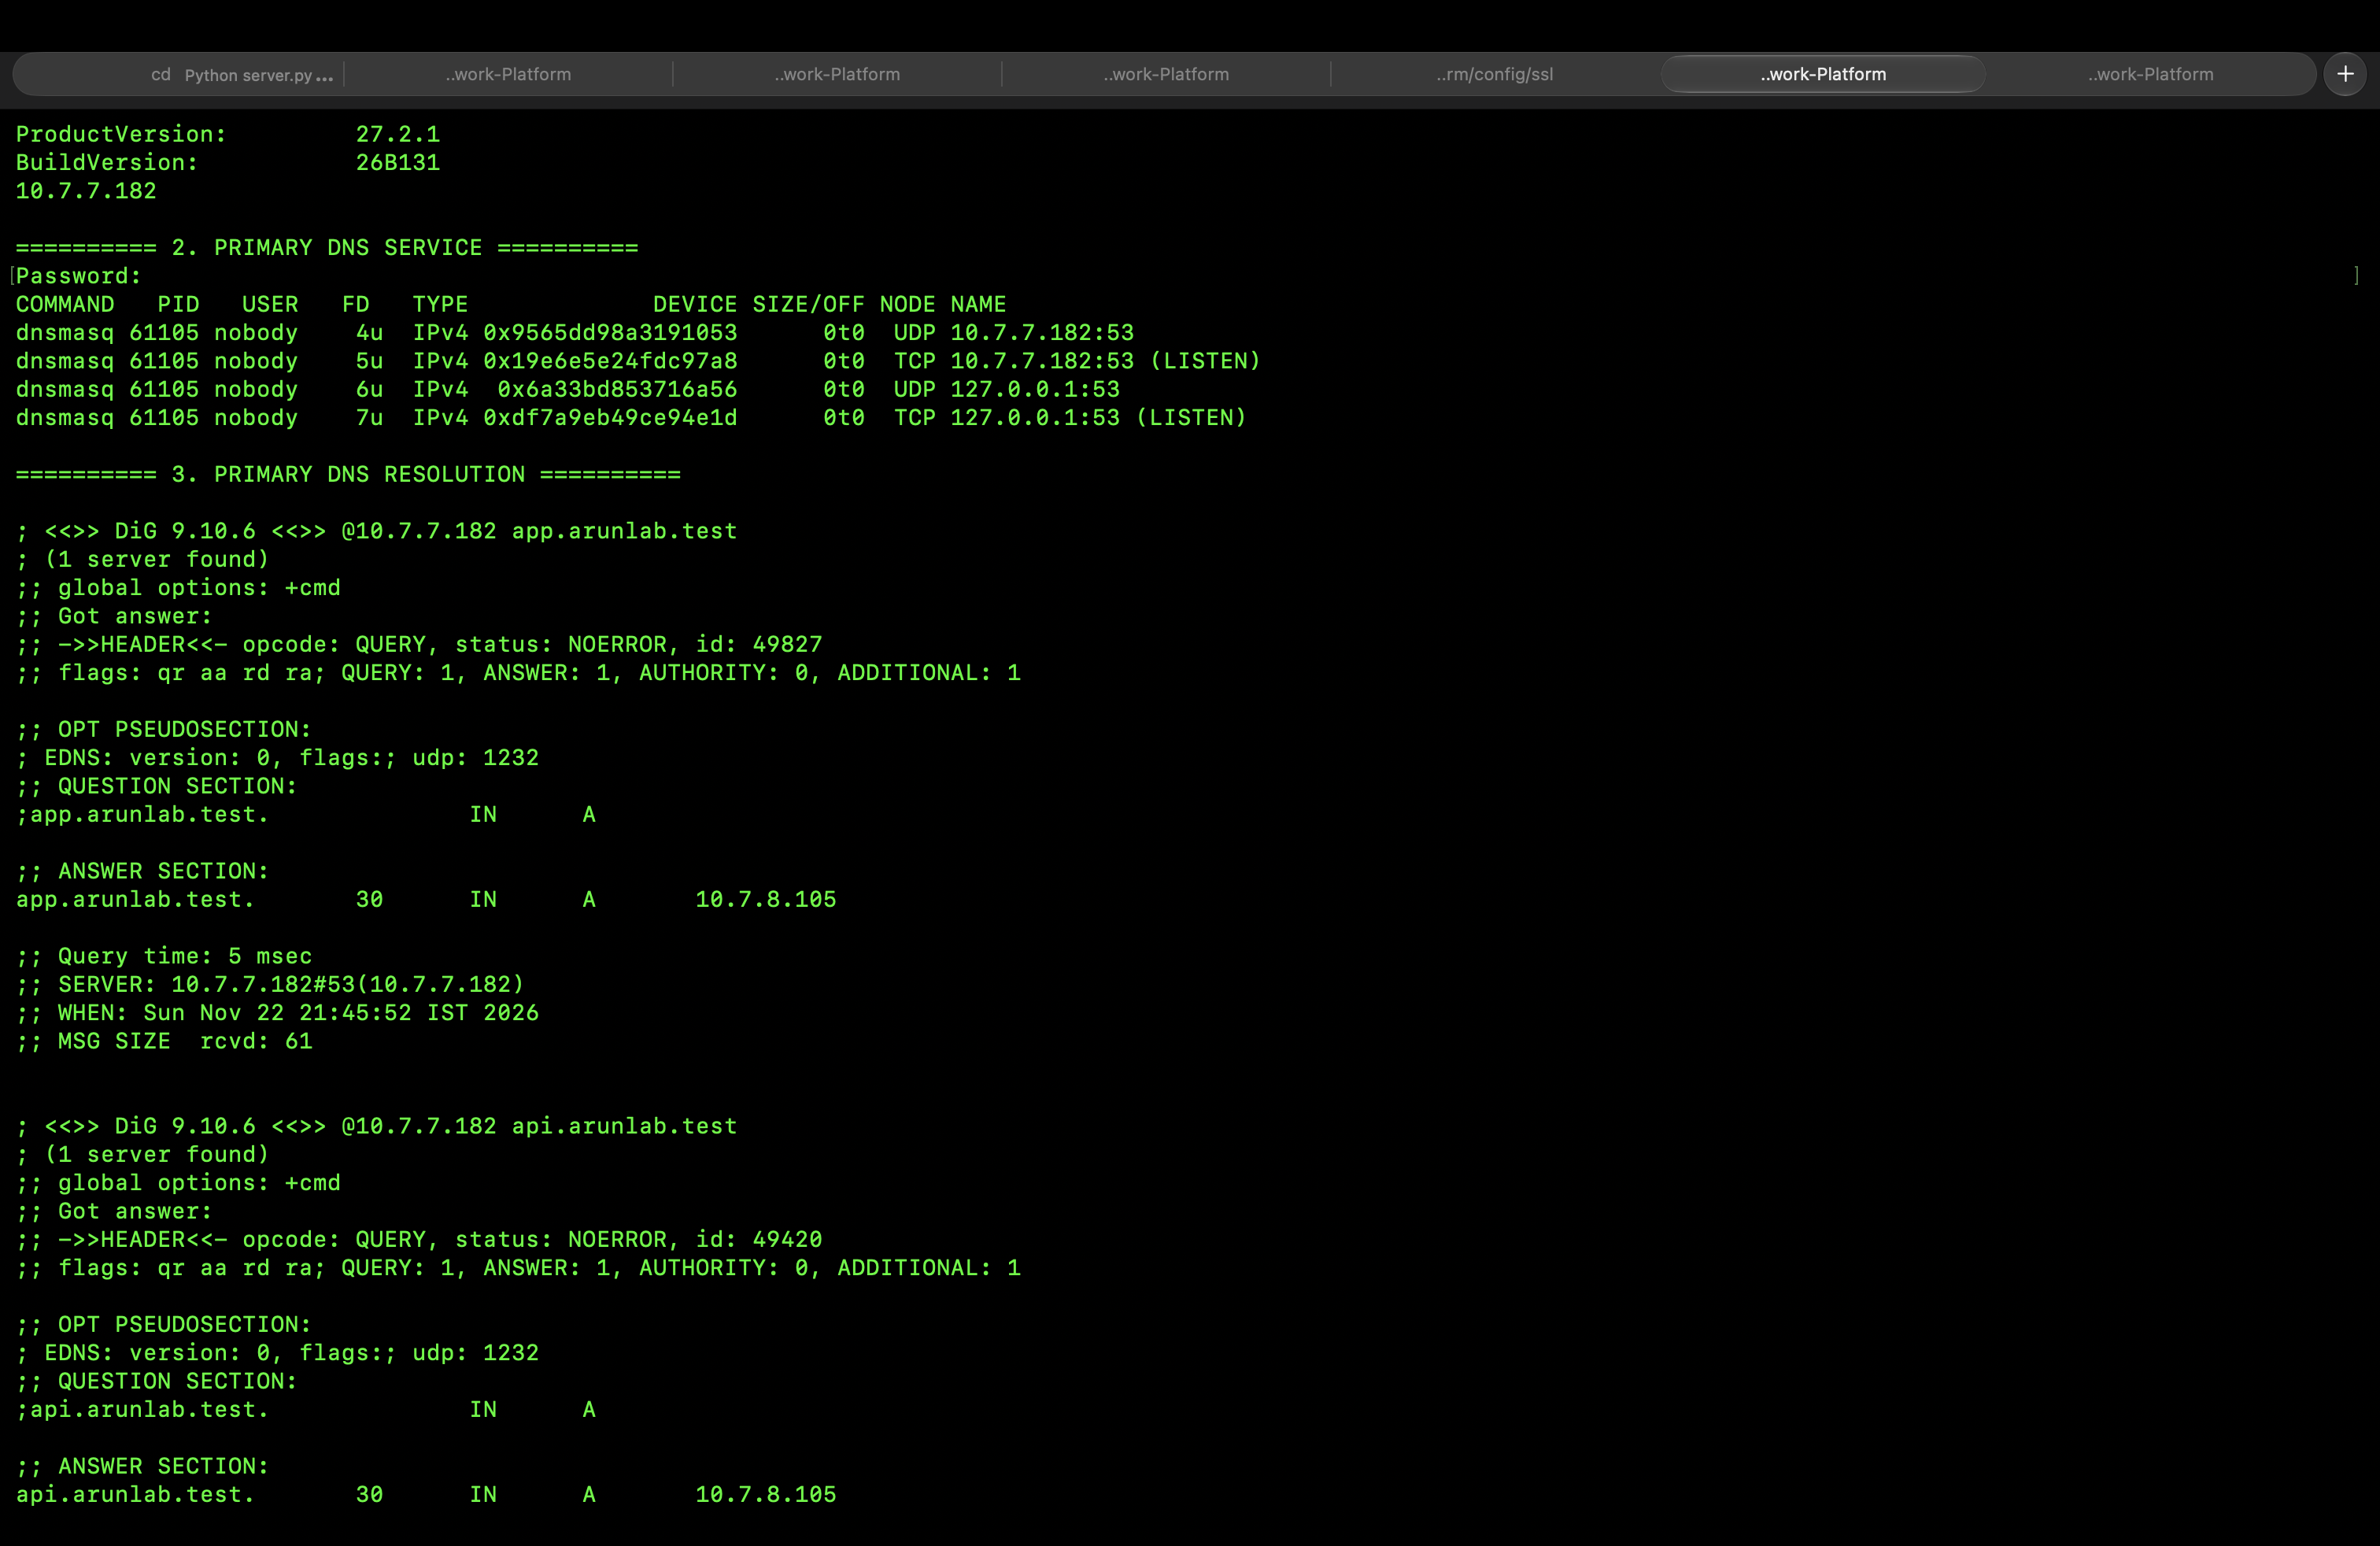 cd Python server.py ... ..work-Platform ..work-Platform ..work-Platform ..rm/config/ssl ..work-Platform ..work-Platform +
ProductVersion: 27.2.1
BuildVersion: 26B131
10.7.7.182
========== 2. PRIMARY DNS SERVICE ==========
[Password: ]
COMMAND PID USER FD TYPE DEVICE SIZE/OFF NODE NAME
dnsmasq 61105 nobody 4u IPv4 0x9565dd98a3191053 0t0 UDP 10.7.7.182:53
dnsmasq 61105 nobody 5u IPv4 0x19e6e5e24fdc97a8 0t0 TCP 10.7.7.182:53 (LISTEN)
dnsmasq 61105 nobody 6u IPv4 0x6a33bd853716a56 0t0 UDP 127.0.0.1:53
dnsmasq 61105 nobody 7u IPv4 0xdf7a9eb49ce94e1d 0t0 TCP 127.0.0.1:53 (LISTEN)
========== 3. PRIMARY DNS RESOLUTION ==========
; <<>> DiG 9.10.6 <<>> @10.7.7.182 app.arunlab.test
; (1 server found)
;; global options: +cmd
;; Got answer:
;; ->>HEADER<<- opcode: QUERY, status: NOERROR, id: 49827
;; flags: qr aa rd ra; QUERY: 1, ANSWER: 1, AUTHORITY: 0, ADDITIONAL: 1
;; OPT PSEUDOSECTION:
; EDNS: version: 0, flags:; udp: 1232
;; QUESTION SECTION:
;app.arunlab.test. IN A
;; ANSWER SECTION:
app.arunlab.test. 30 IN A 10.7.8.105
;; Query time: 5 msec
;; SERVER: 10.7.7.182#53(10.7.7.182)
;; WHEN: Sun Nov 22 21:45:52 IST 2026
;; MSG SIZE rcvd: 61
; <<>> DiG 9.10.6 <<>> @10.7.7.182 api.arunlab.test
; (1 server found)
;; global options: +cmd
;; Got answer:
;; ->>HEADER<<- opcode: QUERY, status: NOERROR, id: 49420
;; flags: qr aa rd ra; QUERY: 1, ANSWER: 1, AUTHORITY: 0, ADDITIONAL: 1
;; OPT PSEUDOSECTION:
; EDNS: version: 0, flags:; udp: 1232
;; QUESTION SECTION:
;api.arunlab.test. IN A
;; ANSWER SECTION:
api.arunlab.test. 30 IN A 10.7.8.105